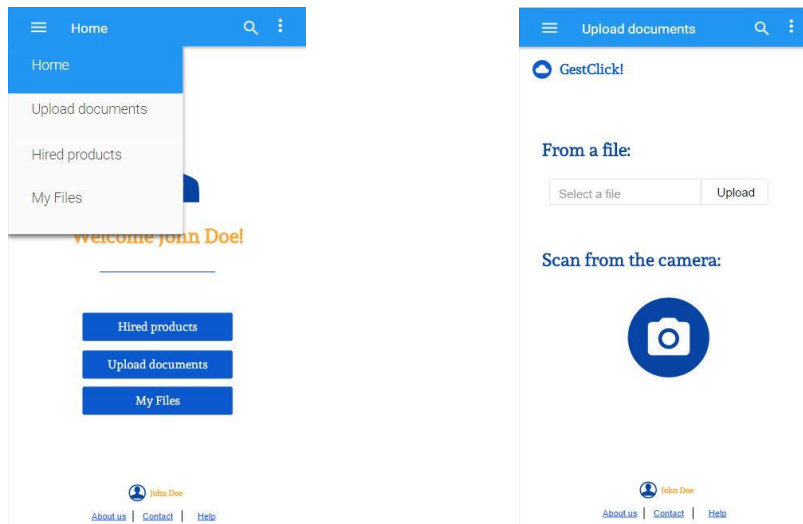 Home
Home
Upload documents
Hired products
My Files
Welcome John Doe!
Hired products
Upload documents
My Files
John Doe
About us | Contact | Help
Upload documents
GestClick!
From a file:
Select a file Upload
Scan from the camera:
John Doe
About us | Contact | Help